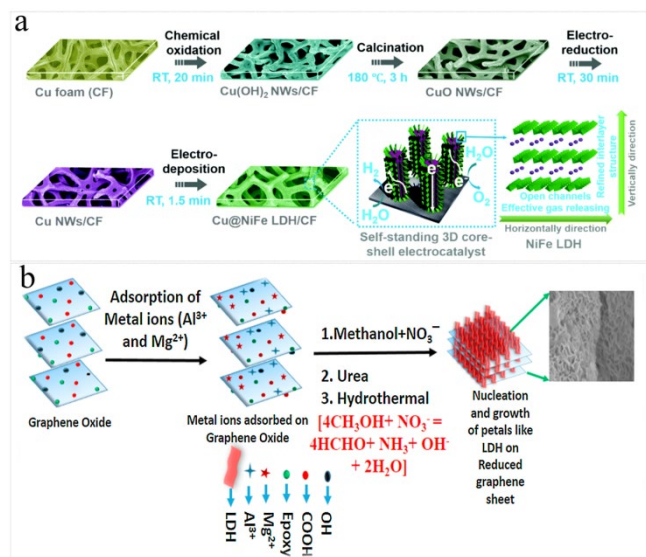 a
Chemical
oxidation
RT, 20 min
Cu foam (CF)
Cu(OH)₂ NWs/CF
Calcination
180 °C, 3 h
CuO NWs/CF
Electro-
reduction
RT, 30 min
Cu NWs/CF
Electro-
deposition
RT, 1.5 min
Cu@NiFe LDH/CF
H₂
H₂O
H₂O
O₂
e⁻
e⁻
Self-standing 3D core-
shell electrocatalyst
Open channels
Effective gas releasing
Horizontally direction
NiFe LDH
Refined interlayer
structure
Vertically direction
b
Graphene Oxide
Adsorption of
Metal ions (Al³⁺
and Mg²⁺)
Metal ions adsorbed on
Graphene Oxide
1.Methanol+NO₃⁻
2. Urea
3. Hydrothermal
[4CH₃OH+ NO₃⁻=
4HCHO+ NH₃+ OH⁻
+ 2H₂O]
Nucleation
and growth
of petals like
LDH on
Reduced
graphene
sheet
LDH
Al³⁺
Mg²⁺
Epoxy
COOH
OH